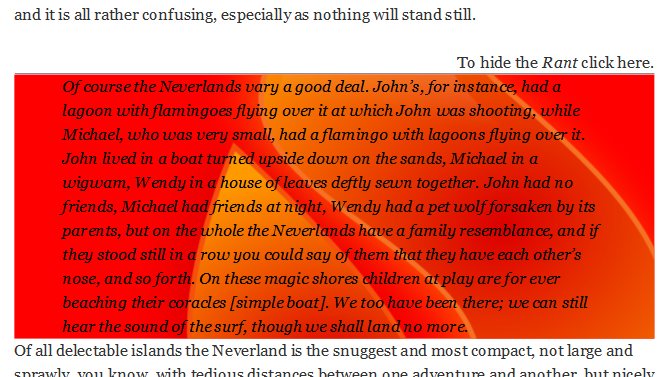 and it is all rather confusing, especially as nothing will stand still.
To hide the Rant click here.
Of course the Neverlands vary a good deal. John's, for instance, had a
lagoon with flamingoes flying over it at which John was shooting, while
Michael, who was very small, had a flamingo with lagoons flying over it.
John lived in a boat turned upside down on the sands, Michael in a
wigwam, Wendy in a house of leaves deftly sewn together. John had no
friends, Michael had friends at night, Wendy had a pet wolf forsaken by its
parents, but on the whole the Neverlands have a family resemblance, and if
they stood still in a row you could say of them that they have each other's
nose, and so forth. On these magic shores children at play are for ever
beaching their coracles [simple boat]. We too have been there; we can still
hear the sound of the surf, though we shall land no more.
Of all delectable islands the Neverland is the snuggest and most compact, not large and
sprawly, you know, with tedious distances between one adventure and another, but nicely